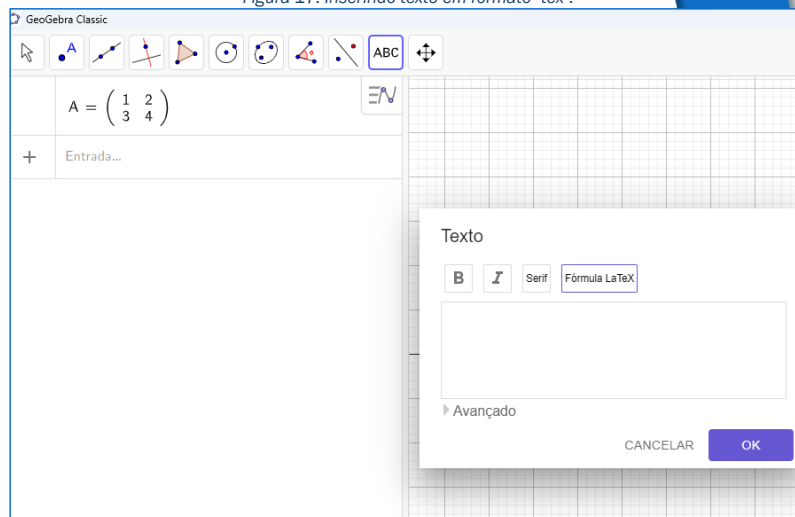 Figura 17: Inserindo texto em formato "tex".
GeoGebra Classic
A
ABC
A = ( 1 2
3 4 )
+ Entrada...
Texto
B I Serif Fórmula LaTeX
Avançado
CANCELAR OK